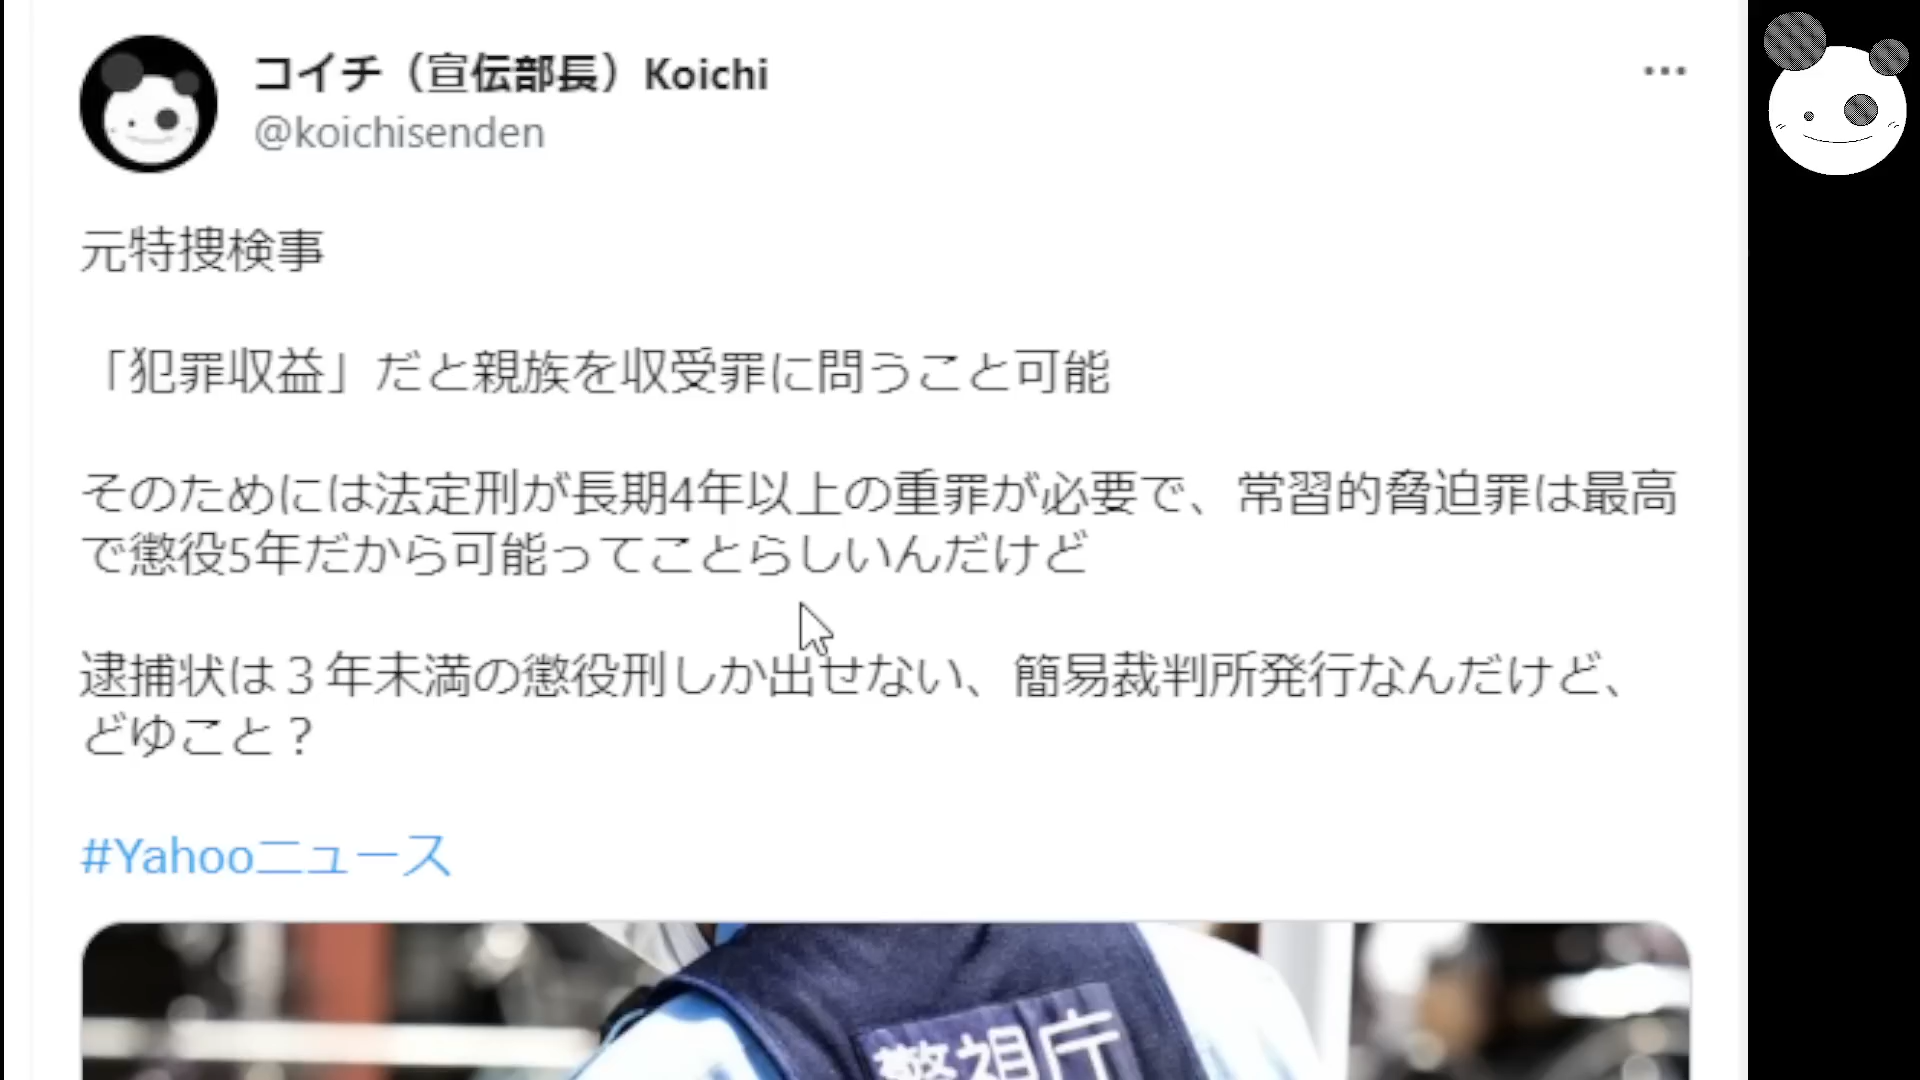 コイチ（宣伝部長）Koichi
@koichisenden
元特捜検事
「犯罪収益」だと親族を収受罪に問うこと可能
そのためには法定刑が長期4年以上の重罪が必要で、常習的脅迫罪は最高
で懲役5年だから可能ってことらしいんだけど
逮捕状は３年未満の懲役刑しか出せない、簡易裁判所発行なんだけど、
どゆこと？
#Yahooニュース
警視庁